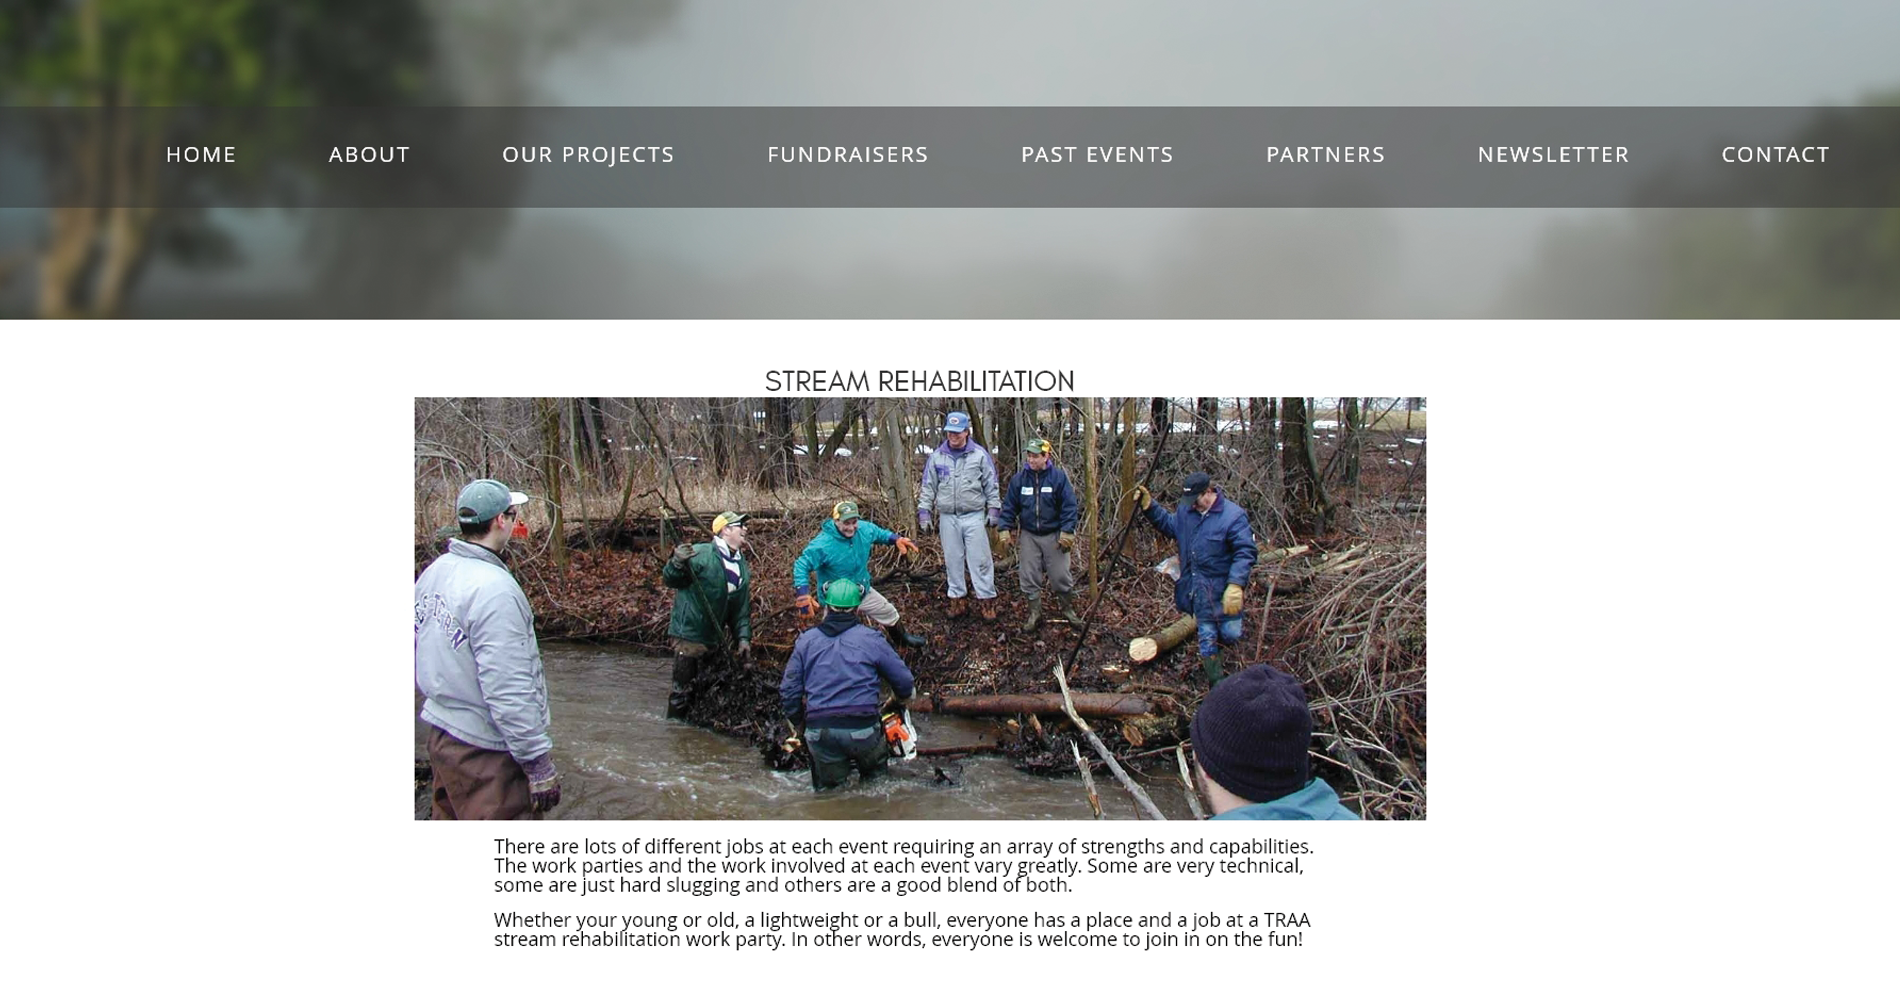 HOME ABOUT OUR PROJECTS FUNDRAISERS PAST EVENTS PARTNERS NEWSLETTER CONTACT
STREAM REHABILITATION
There are lots of different jobs at each event requiring an array of strengths and capabilities.
The work parties and the work involved at each event vary greatly. Some are very technical,
some are just hard slugging and others are a good blend of both.
Whether your young or old, a lightweight or a bull, everyone has a place and a job at a TRAA
stream rehabilitation work party. In other words, everyone is welcome to join in on the fun!